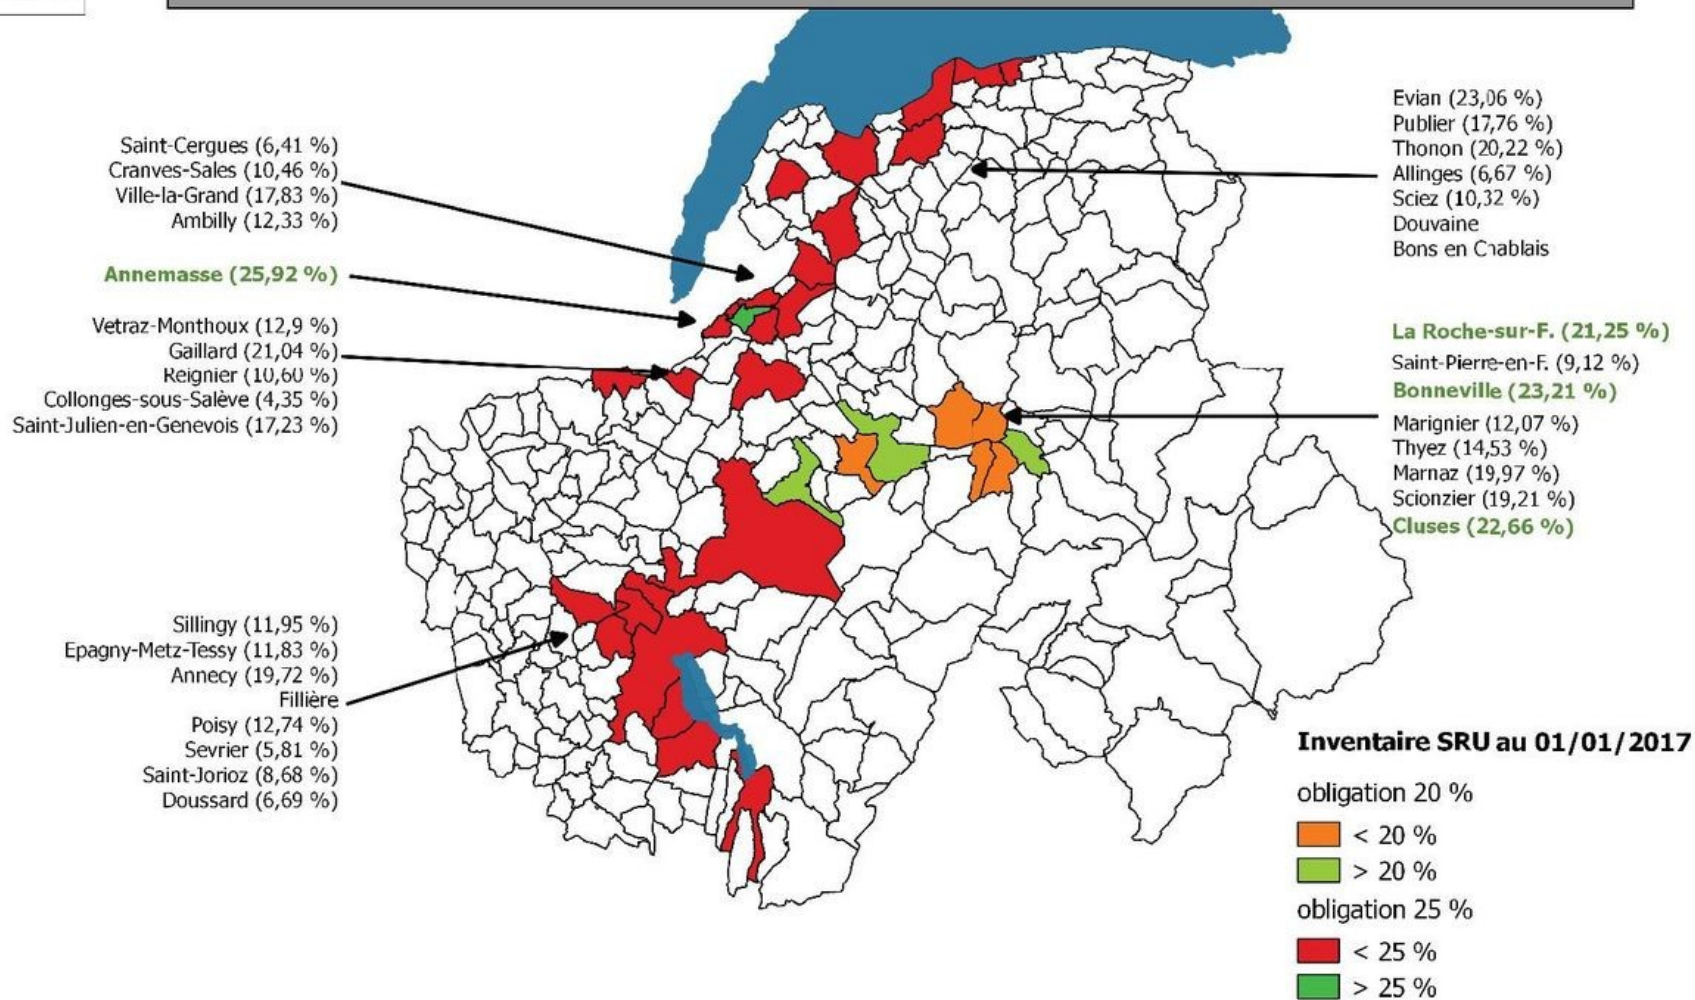 Saint-Cergues (6,41 %)
Cranves-Sales (10,46 %)
Ville-la-Grand (17,83 %)
Ambilly (12,33 %)
Annemasse (25,92 %)
Vetraz-Monthoux (12,9 %)
Gaillard (21,04 %)
Reignier (10,60 %)
Collonges-sous-Salève (4,35 %)
Saint-Julien-en-Genevois (17,23 %)
Sillingy (11,95 %)
Epagny-Metz-Tessy (11,83 %)
Annecy (19,72 %)
Fillière
Poisy (12,74 %)
Sevrier (5,81 %)
Saint-Jorioz (8,68 %)
Doussard (6,69 %)
Evian (23,06 %)
Publier (17,76 %)
Thonon (20,22 %)
Allinges (6,67 %)
Sciez (10,32 %)
Douvaine
Bons en Chablais
La Roche-sur-F. (21,25 %)
Saint-Pierre-en-F. (9,12 %)
Bonneville (23,21 %)
Marignier (12,07 %)
Thyez (14,53 %)
Marnaz (19,97 %)
Scionzier (19,21 %)
Cluses (22,66 %)
Inventaire SRU au 01/01/2017
obligation 20 %
< 20 %
> 20 %
obligation 25 %
< 25 %
> 25 %